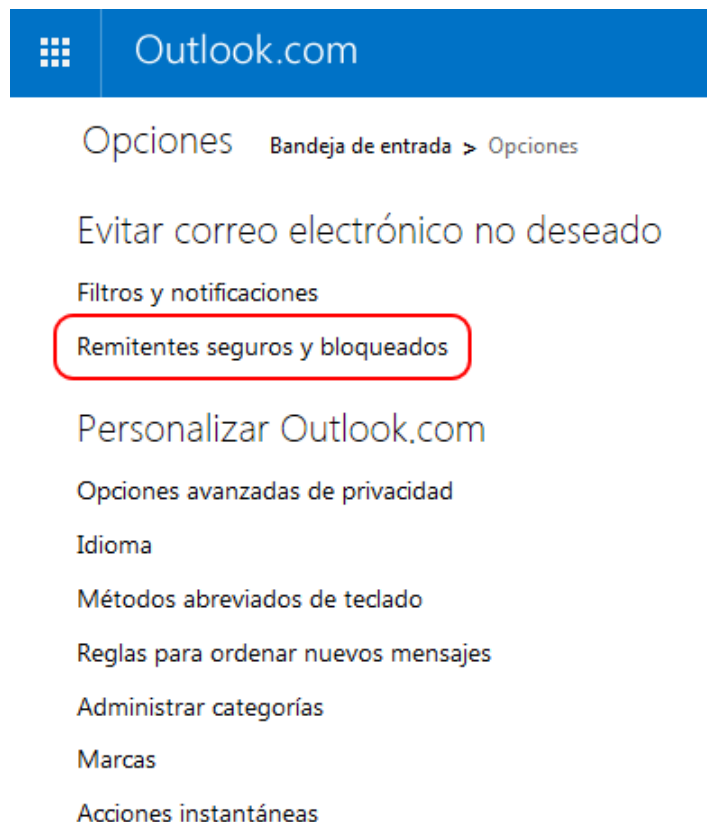 Outlook.com
Opciones Bandeja de entrada > Opciones
Evitar correo electrónico no deseado
Filtros y notificaciones
Remitentes seguros y bloqueados
Personalizar Outlook.com
Opciones avanzadas de privacidad
Idioma
Métodos abreviados de teclado
Reglas para ordenar nuevos mensajes
Administrar categorías
Marcas
Acciones instantáneas